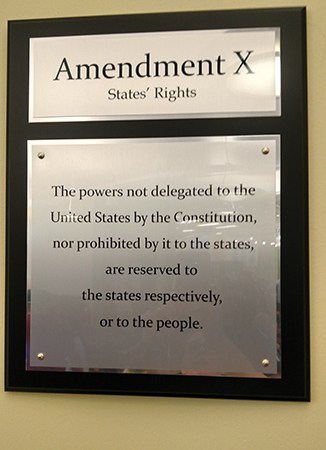 Amendment X
States' Rights
The powers not delegated to the
United States by the Constitution,
nor prohibited by it to the states,
are reserved to
the states respectively,
or to the people.